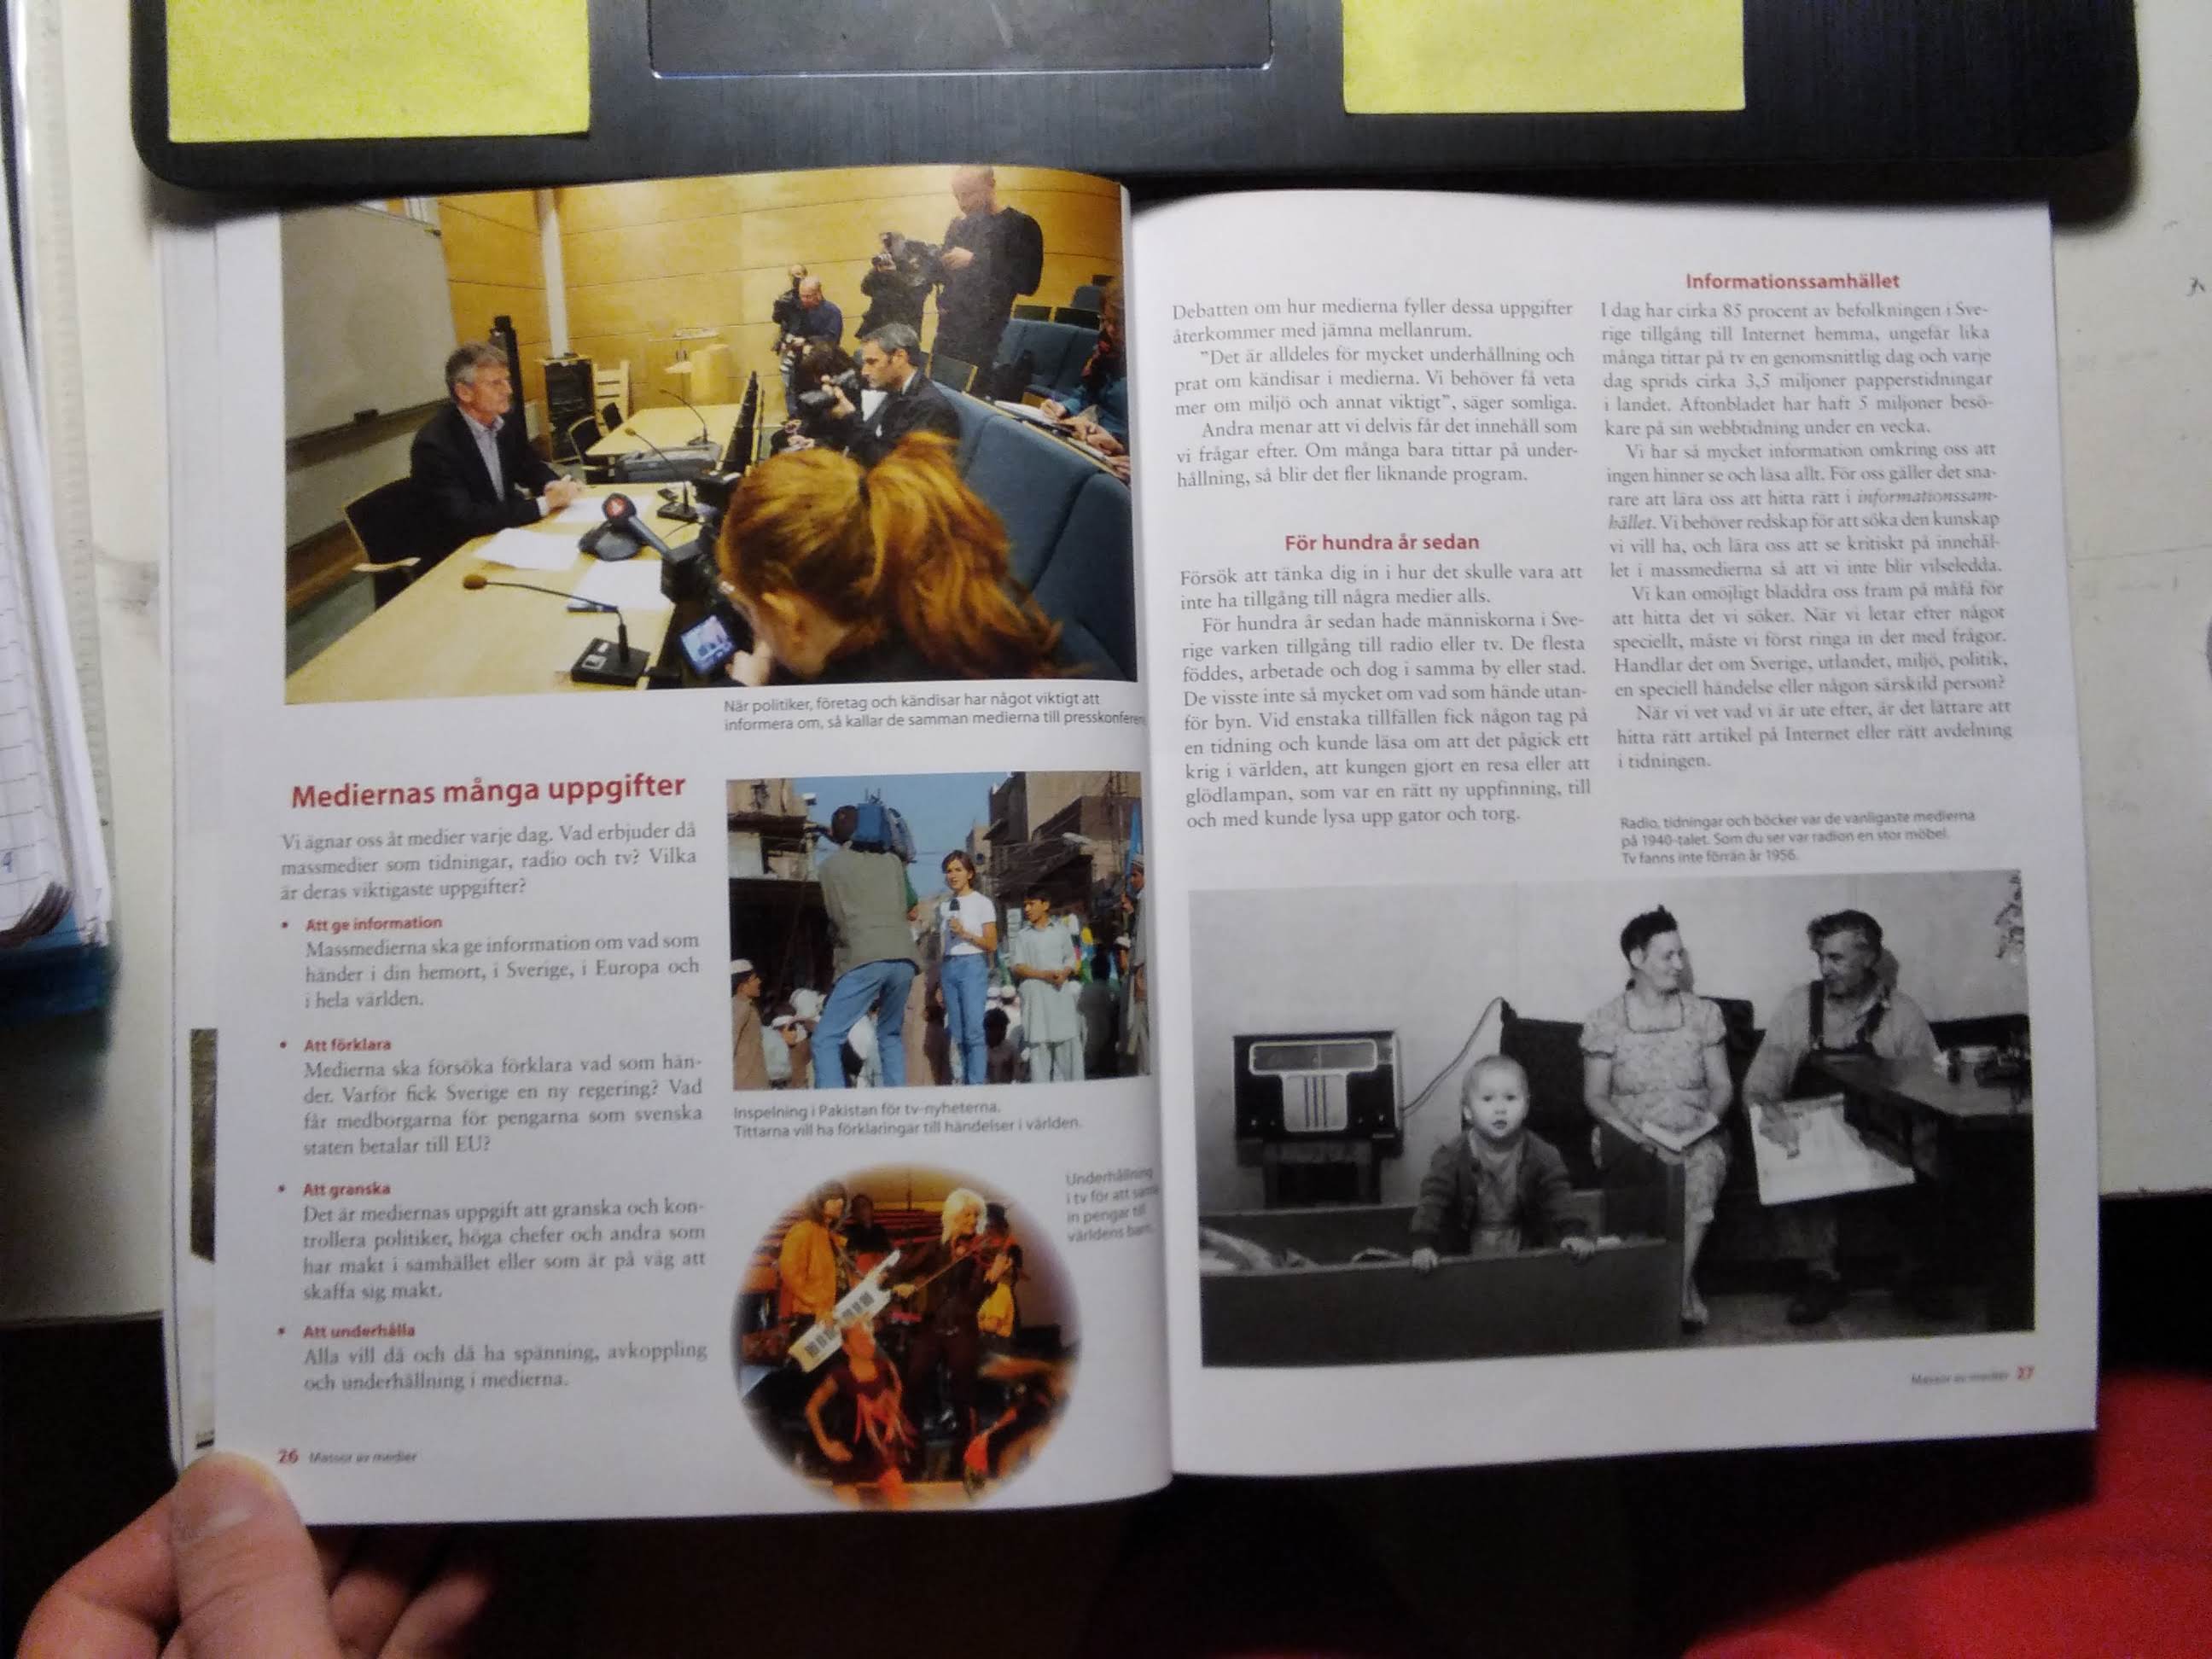 När politiker, företag och kändisar har något viktigt att
informera om, så kallar de samman medierna till
Mediernas många uppgifter
Vi ägnar oss åt medier varje dag. Vad erbjuder då
massmedier som tidningar, radio och tv? Vilka
är deras viktigaste uppgifter?
• Att ge information
Massmedierna ska ge information om vad som
händer i din hemort, i Sverige, i Europa och
i hela världen.
• Att förklara
Medierna ska försöka förklara vad som hän-
der. Varför fick Sverige en ny regering? Vad
får medborgarna för pengarna som svenska
staten betalar till EU?
• Att granska
Det är mediernas uppgift att granska och kon-
trollera politiker, höga chefer och andra som
har makt i samhället eller som är på väg att
skaffa sig makt.
• Att underhålla
Alla vill då och då ha spänning, avkoppling
och underhållning i medierna.
Inspelning i Pakistan för tv-nyheterna.
Tittarna vill ha förklaringar till händelser i världen.
Underhållning
i tv för att
in pengar till
världens barn.
26 Massor av medier
Debatten om hur medierna fyller dessa uppgifter
återkommer med jämna mellanrum.
"Det är alldeles för mycket underhållning och
prat om kändisar i medierna. Vi behöver få veta
mer om miljö och annat viktigt", säger somliga.
Andra menar att vi delvis får det innehåll som
vi frågar efter. Om många bara tittar på under-
hållning, så blir det fler liknande program.
För hundra år sedan
Försök att tänka dig in i hur det skulle vara att
inte ha tillgång till några medier alls.
För hundra år sedan hade människorna i Sve-
rige varken tillgång till radio eller tv. De flesta
föddes, arbetade och dog i samma by eller stad.
De visste inte så mycket om vad som hände utan-
för byn. Vid enstaka tillfällen fick någon tag på
en tidning och kunde läsa om att det pågick ett
krig i världen, att kungen gjort en resa eller att
glödlampan, som var en rätt ny uppfinning, till
och med kunde lysa upp gator och torg.
Informationssamhället
I dag har cirka 85 procent av befolkningen i Sve-
rige tillgång till Internet hemma, ungefär lika
många tittar på tv en genomsnittlig dag och varje
dag sprids cirka 3,5 miljoner papperstidningar
i landet. Aftonbladet har haft 5 miljoner besö-
kare på sin webbtidning under en vecka.
Vi har så mycket information omkring oss att
ingen hinner se och läsa allt. För oss gäller det sna-
rare att lära oss att hitta rätt i informationssam-
hället. Vi behöver redskap för att söka den kunskap
vi vill ha, och lära oss att se kritiskt på innehål-
let i massmedierna så att vi inte blir vilseledda.
Vi kan omöjligt bläddra oss fram på måfå för
att hitta det vi söker. När vi letar efter något
speciellt, måste vi först ringa in det med frågor.
Handlar det om Sverige, utlandet, miljö, politik,
en speciell händelse eller någon särskild person?
När vi vet vad vi är ute efter, är det lättare att
hitta rätt artikel på Internet eller rätt avdelning
i tidningen.
Radio, tidningar och böcker var de vanligaste medierna
på 1940-talet. Som du ser var radion en stor möbel.
Tv fanns inte förrän år 1956.
Massor av medier 27